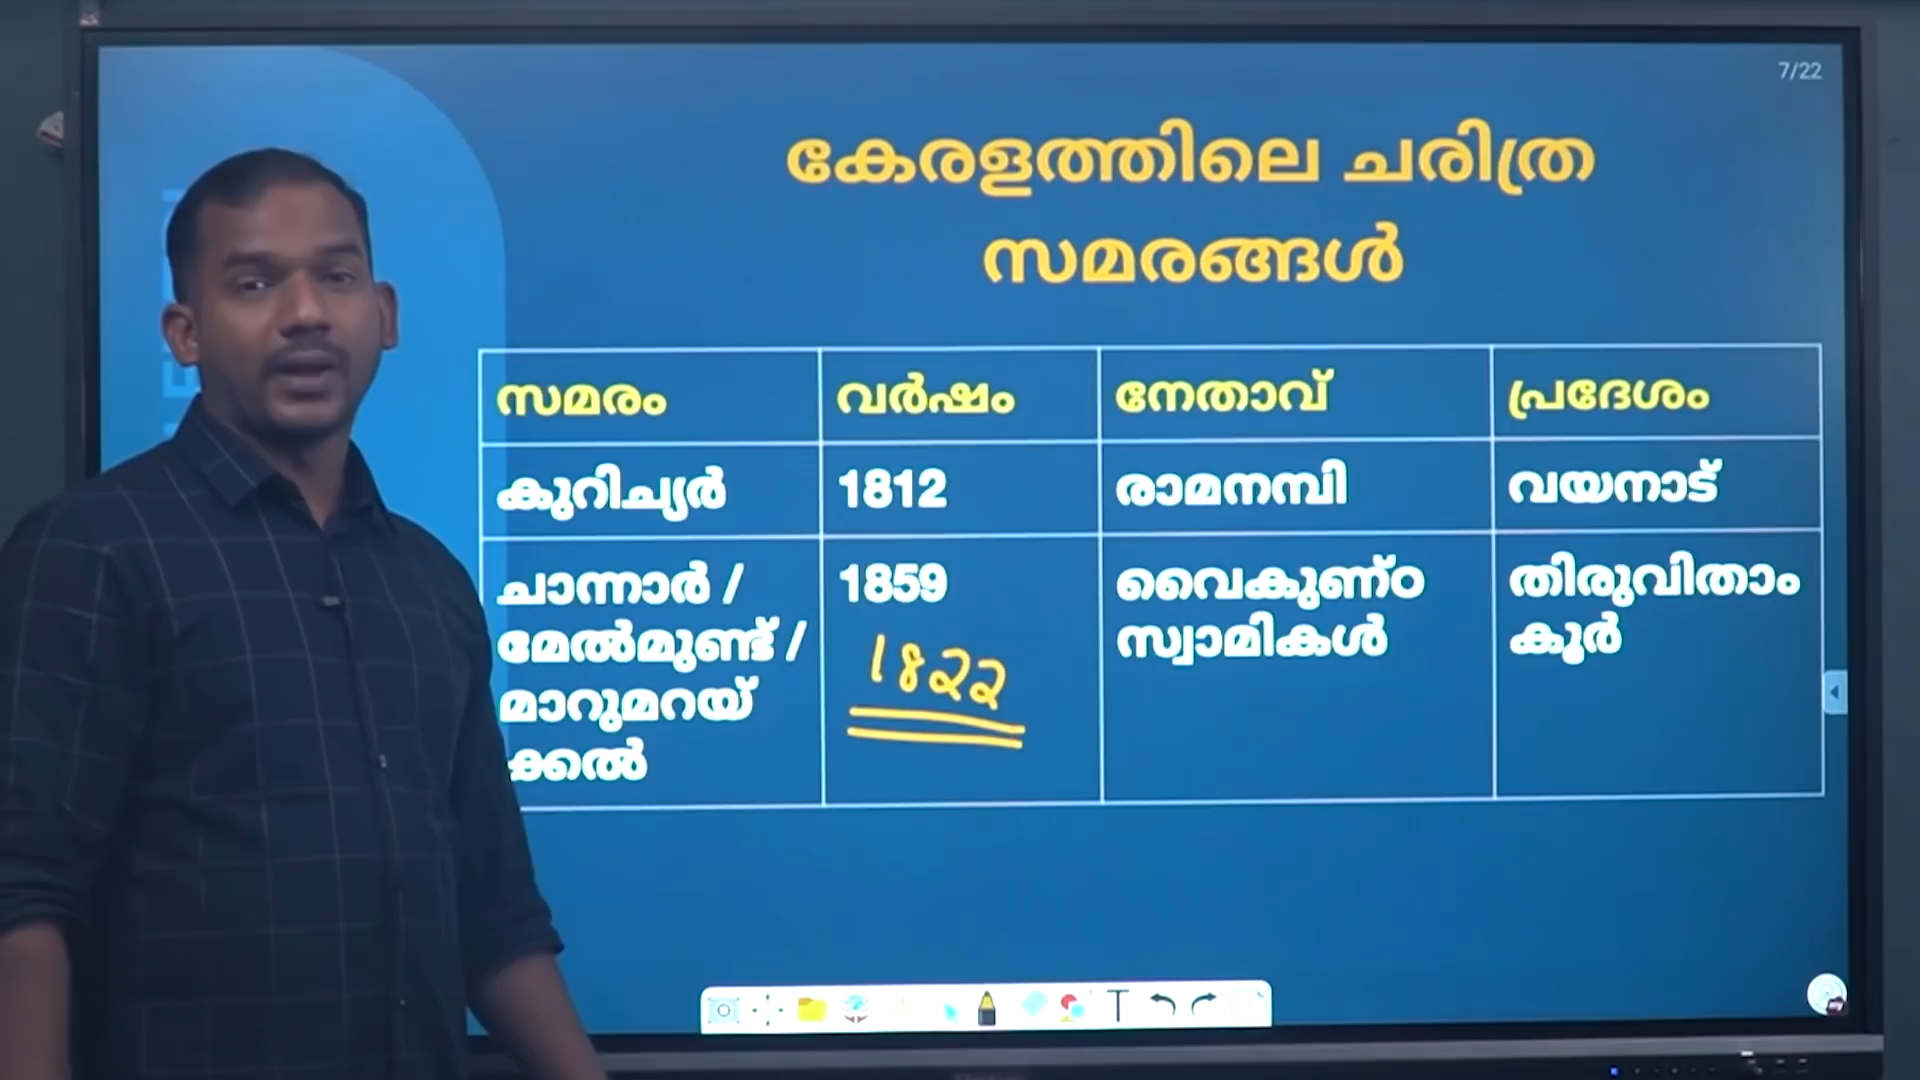 7/22
കേരളത്തിലെ ചരിത്ര
സമരങ്ങൾ
സമരം വർഷം നേതാവ് പ്രദേശം
കുറിച്യർ 1812 രാമനമ്പി വയനാട്
ചാന്നാർ / 1859 വൈകുണ്ഠ തിരുവിതാം
മേൽമുണ്ട് / സ്വാമികൾ കൂർ
1822
മാറുമറയ്
ക്കൽ